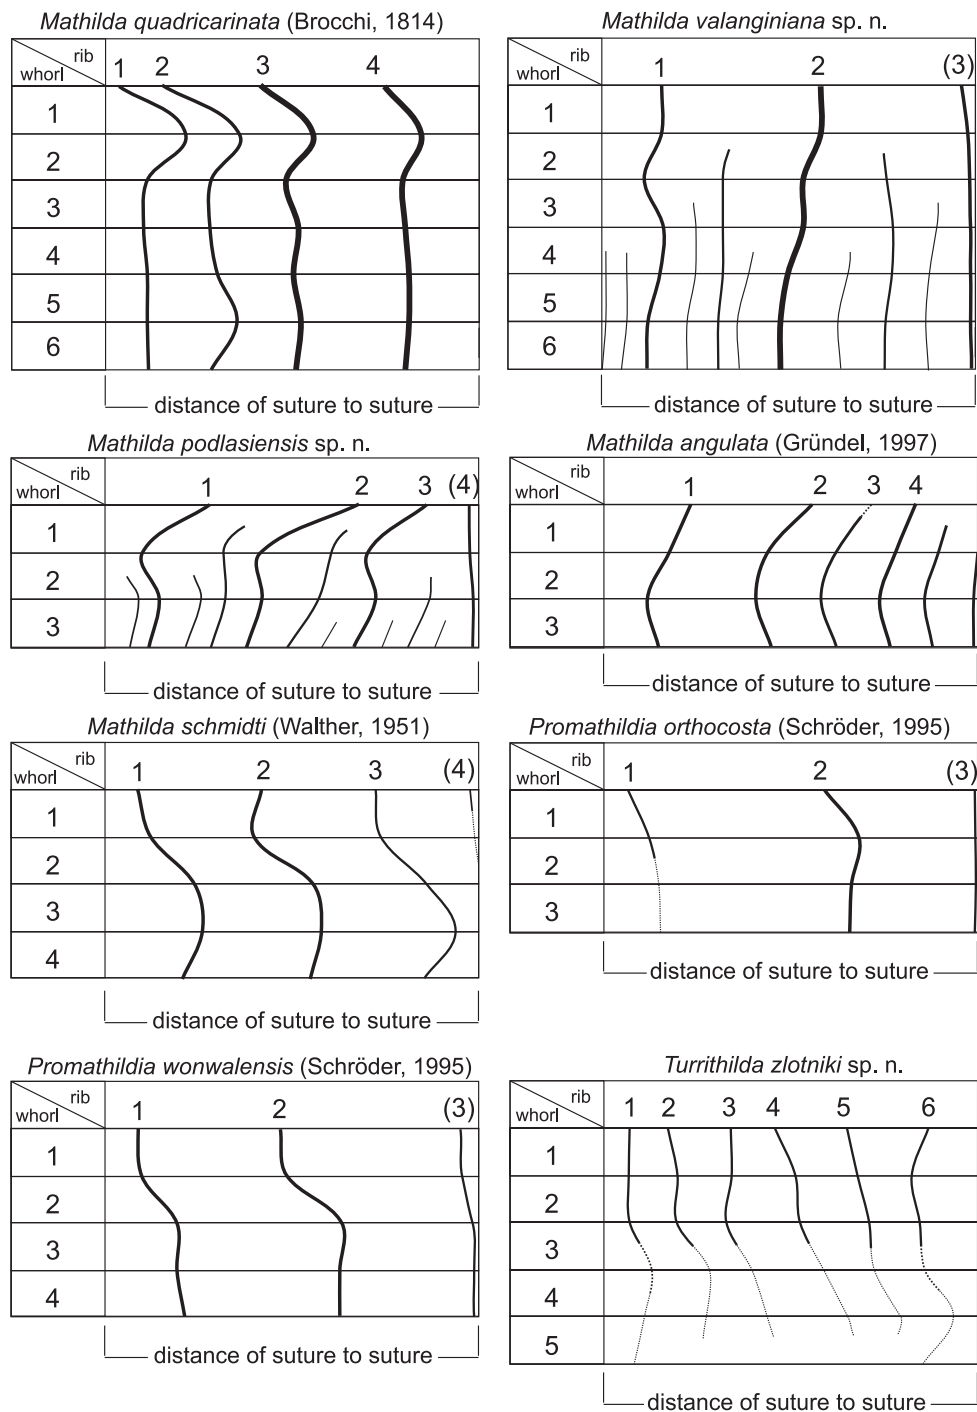 Mathilda quadricarinata (Brocchi, 1814)
rib
whorl
1 2 3 4
1
2
3
4
5
6
distance of suture to suture
Mathilda valanginiana sp. n.
rib
whorl
1 2 (3)
1
2
3
4
5
6
distance of suture to suture
Mathilda podlasiensis sp. n.
rib
whorl
1 2 3 (4)
1
2
3
distance of suture to suture
Mathilda angulata (Gründel, 1997)
rib
whorl
1 2 3 4
1
2
3
distance of suture to suture
Mathilda schmidti (Walther, 1951)
rib
whorl
1 2 3 (4)
1
2
3
4
distance of suture to suture
Promathildia orthocosta (Schröder, 1995)
rib
whorl
1 2 (3)
1
2
3
distance of suture to suture
Promathildia wonwalensis (Schröder, 1995)
rib
whorl
1 2 (3)
1
2
3
4
distance of suture to suture
Turrithilda zlotniki sp. n.
rib
whorl
1 2 3 4 5 6
1
2
3
4
5
distance of suture to suture